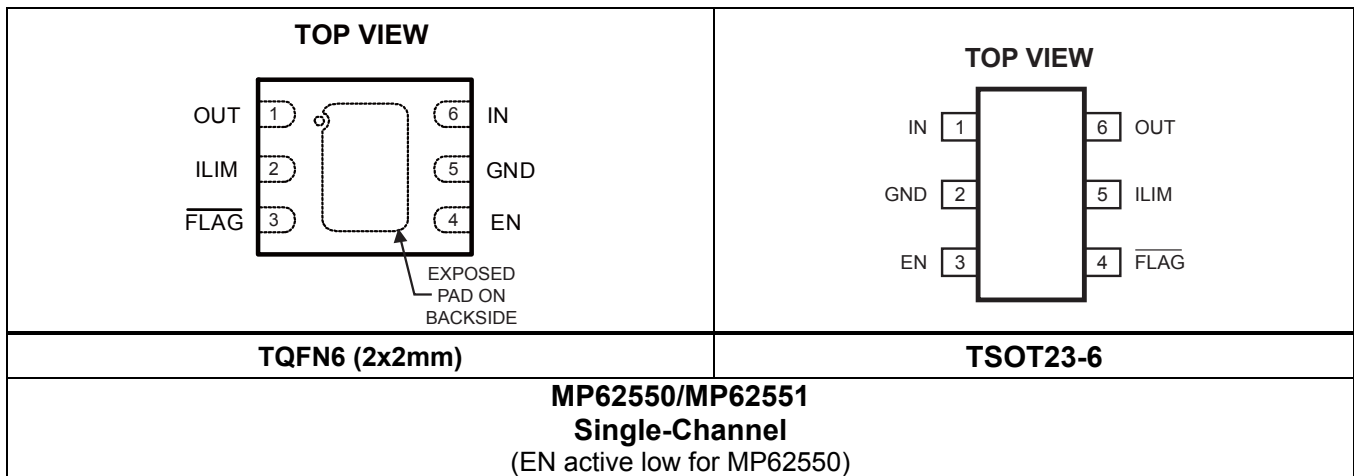 TOP VIEW
OUT 1 6 IN
ILIM 2 5 GND
FLAG 3 4 EN
EXPOSED
PAD ON
BACKSIDE
TOP VIEW
IN 1 6 OUT
GND 2 5 ILIM
EN 3 4 FLAG
TQFN6 (2x2mm)
TSOT23-6
MP62550/MP62551
Single-Channel
(EN active low for MP62550)